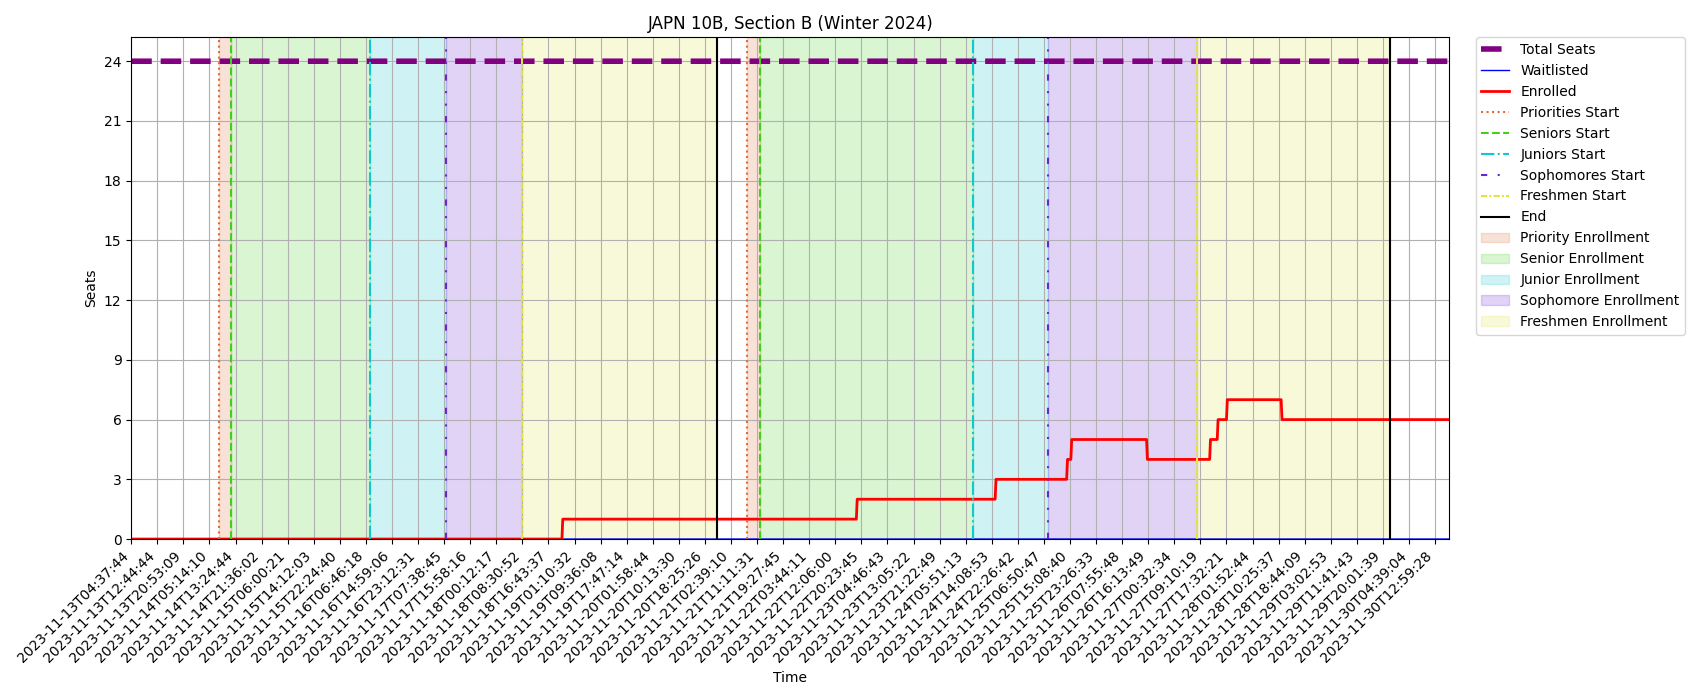 JAPN 10B, Section B (Winter 2024)
Seats
24
21
18
15
12
9
6
3
0
2023-11-13T04:37:44
2023-11-13T12:44:44
2023-11-13T20:53:09
2023-11-14T05:14:10
2023-11-14T13:24:44
2023-11-14T21:36:02
2023-11-15T06:00:21
2023-11-15T14:12:03
2023-11-15T22:24:40
2023-11-16T06:46:18
2023-11-16T14:59:06
2023-11-16T23:12:31
2023-11-17T07:38:45
2023-11-17T15:58:16
2023-11-18T00:12:17
2023-11-18T08:30:52
2023-11-18T16:43:37
2023-11-19T01:10:32
2023-11-19T09:36:08
2023-11-19T17:47:14
2023-11-20T01:58:44
2023-11-20T10:13:30
2023-11-20T18:25:26
2023-11-21T02:39:10
2023-11-21T11:11:31
2023-11-21T19:27:45
2023-11-22T03:44:11
2023-11-22T12:06:00
2023-11-22T20:23:45
2023-11-23T04:46:43
2023-11-23T13:05:22
2023-11-23T21:22:49
2023-11-24T05:51:13
2023-11-24T14:08:53
2023-11-24T22:26:42
2023-11-25T06:50:47
2023-11-25T15:08:40
2023-11-25T23:26:33
2023-11-26T07:55:48
2023-11-26T16:13:49
2023-11-27T00:32:34
2023-11-27T09:10:19
2023-11-27T17:32:21
2023-11-28T01:52:44
2023-11-28T10:25:37
2023-11-28T18:44:09
2023-11-29T03:02:53
2023-11-29T11:41:43
2023-11-29T20:01:39
2023-11-30T04:39:04
2023-11-30T12:59:28
Time
Total Seats
Waitlisted
Enrolled
Priorities Start
Seniors Start
Juniors Start
Sophomores Start
Freshmen Start
End
Priority Enrollment
Senior Enrollment
Junior Enrollment
Sophomore Enrollment
Freshmen Enrollment